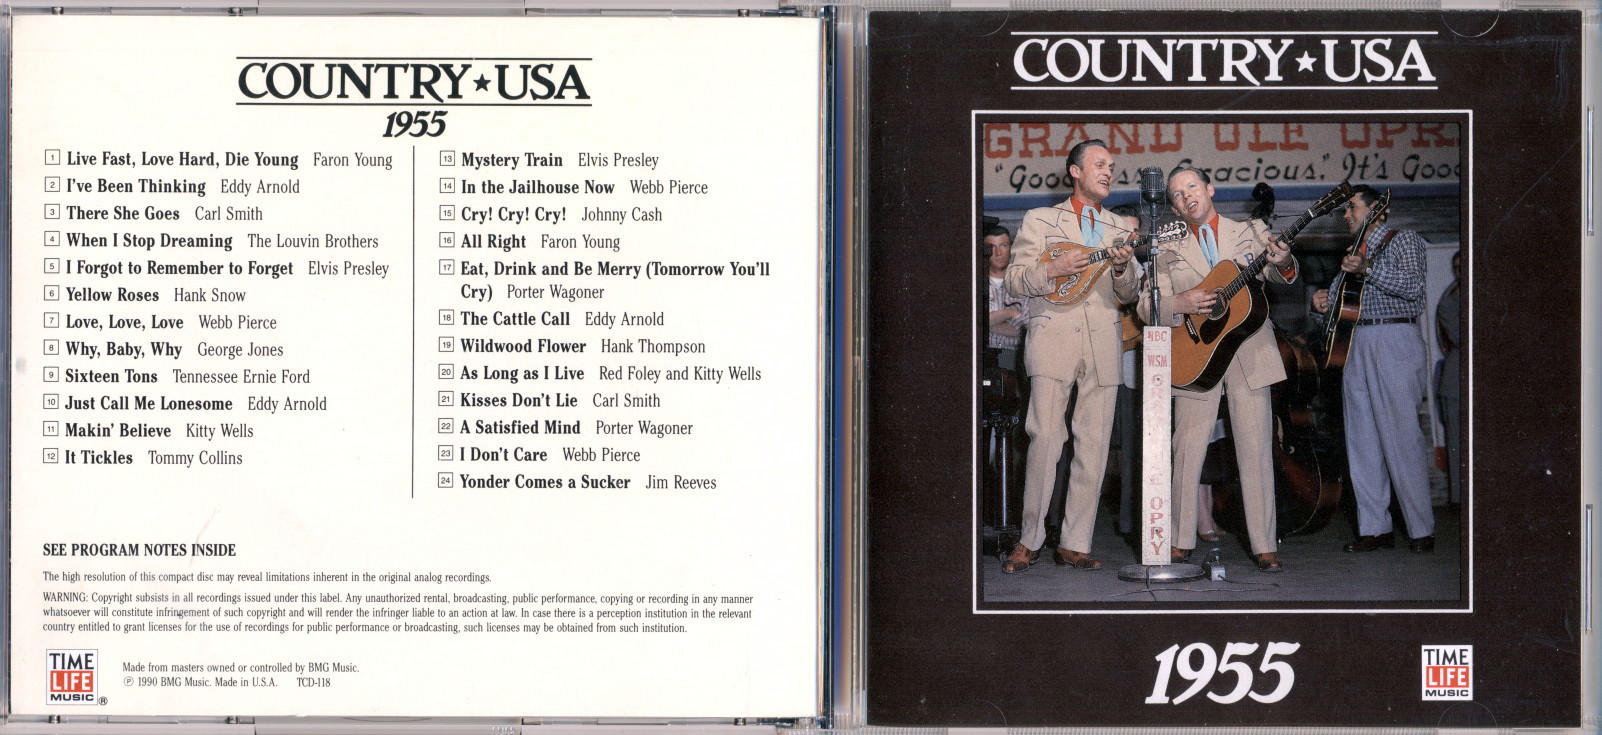 COUNTRY★USA
1955
1 Live Fast, Love Hard, Die Young Faron Young
2 I've Been Thinking Eddy Arnold
3 There She Goes Carl Smith
4 When I Stop Dreaming The Louvin Brothers
5 I Forgot to Remember to Forget Elvis Presley
6 Yellow Roses Hank Snow
7 Love, Love, Love Webb Pierce
8 Why, Baby, Why George Jones
9 Sixteen Tons Tennessee Ernie Ford
10 Just Call Me Lonesome Eddy Arnold
11 Makin' Believe Kitty Wells
12 It Tickles Tommy Collins
13 Mystery Train Elvis Presley
14 In the Jailhouse Now Webb Pierce
15 Cry! Cry! Cry! Johnny Cash
16 All Right Faron Young
17 Eat, Drink and Be Merry (Tomorrow You'll
Cry) Porter Wagoner
18 The Cattle Call Eddy Arnold
19 Wildwood Flower Hank Thompson
20 As Long as I Live Red Foley and Kitty Wells
21 Kisses Don't Lie Carl Smith
22 A Satisfied Mind Porter Wagoner
23 I Don't Care Webb Pierce
24 Yonder Comes a Sucker Jim Reeves
SEE PROGRAM NOTES INSIDE
The high resolution of this compact disc may reveal limitations inherent in the original analog recordings.
WARNING: Copyright subsists in all recordings issued under this label. Any unauthorized rental, broadcasting, public performance, copying or recording in any manner
whatsoever will constitute infringement of such copyright and will render the infringer liable to an action at law. In case there is a perception institution in the relevant
country entitled to grant licenses for the use of recordings for public performance or broadcasting, such licenses may be obtained from such institution.
TIME
LIFE
MUSIC®
Made from masters owned or controlled by BMG Music.
℗ 1990 BMG Music. Made in U.S.A. TCD-118
COUNTRY★USA
GRAND OLE OPR
It's Goo
NBC
WSM
OPRY
1955
TIME
LIFE
MUSIC